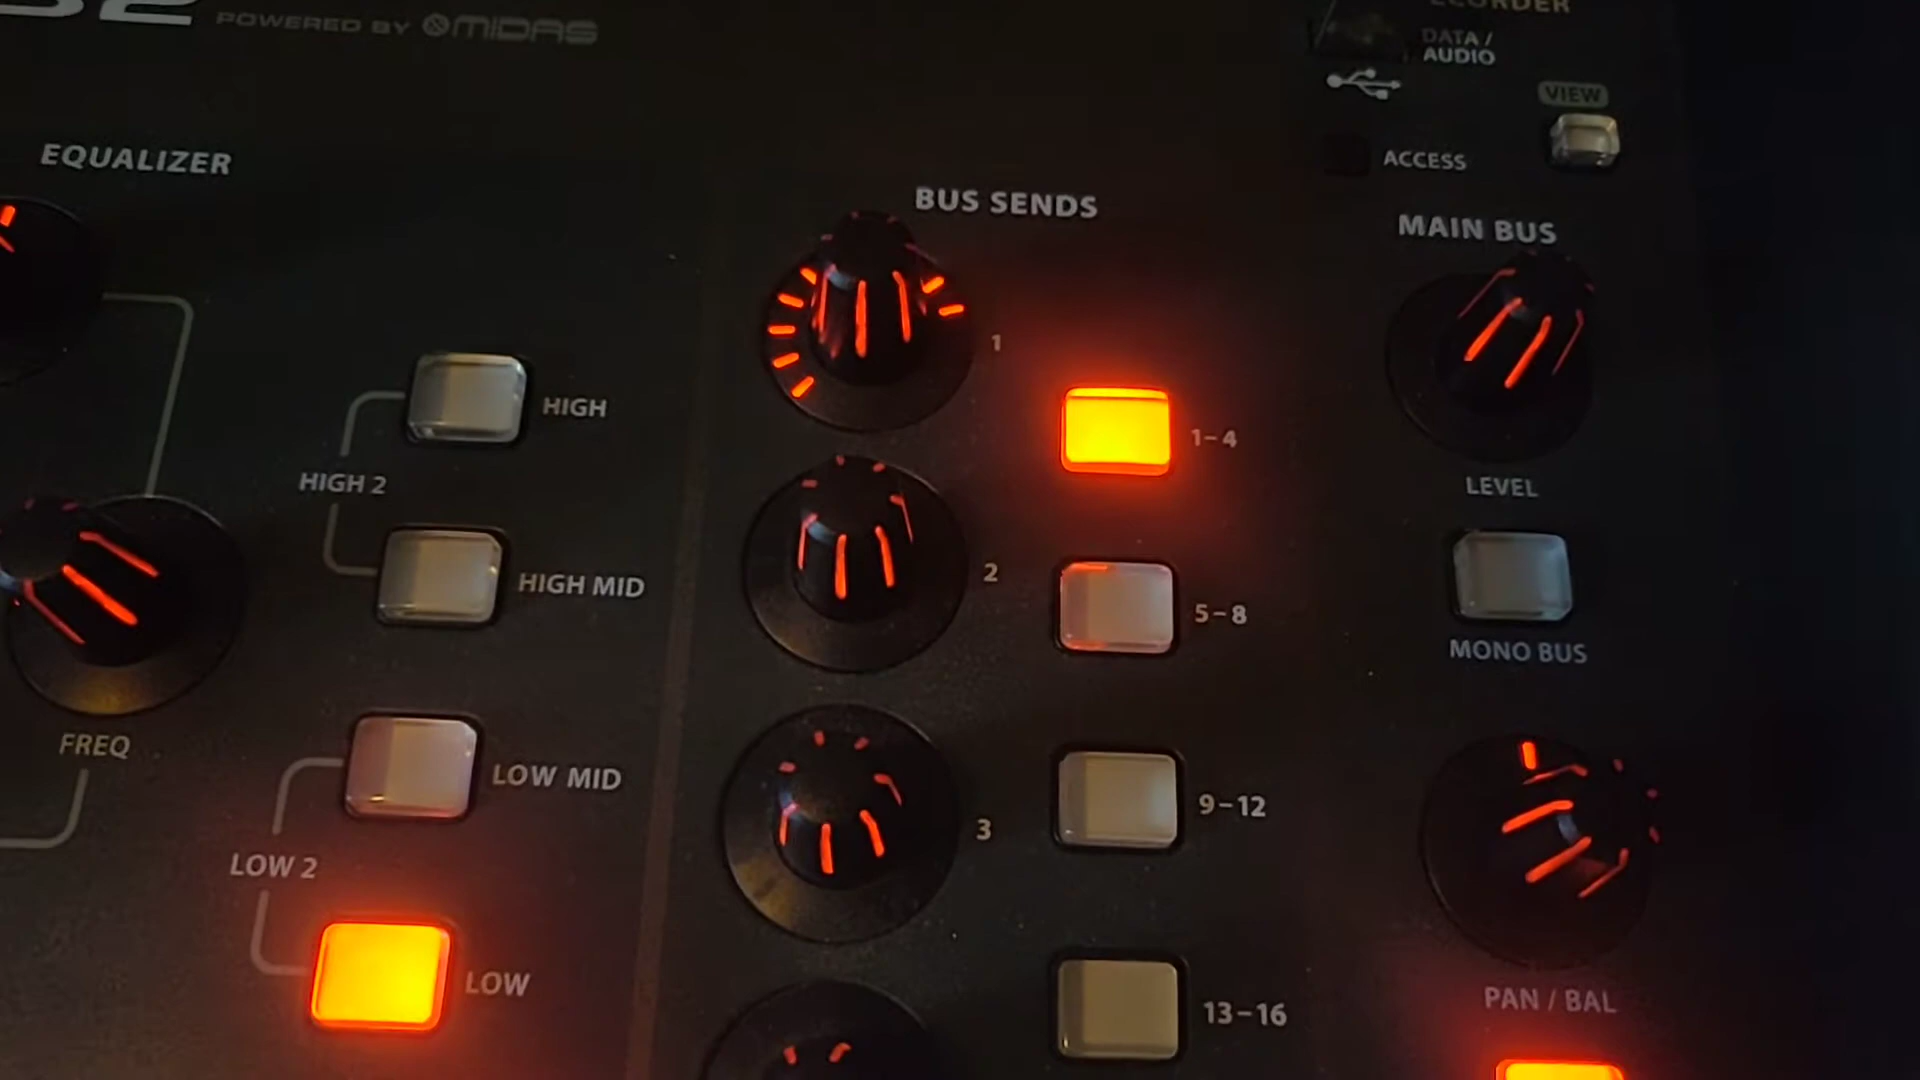 32 POWERED BY MIDAS
DATA /
AUDIO
VIEW
ACCESS
EQUALIZER
BUS SENDS
MAIN BUS
1
HIGH
1-4
HIGH 2
LEVEL
2
HIGH MID
5-8
MONO BUS
FREQ
LOW MID
3
9-12
LOW 2
LOW
13-16
PAN / BAL